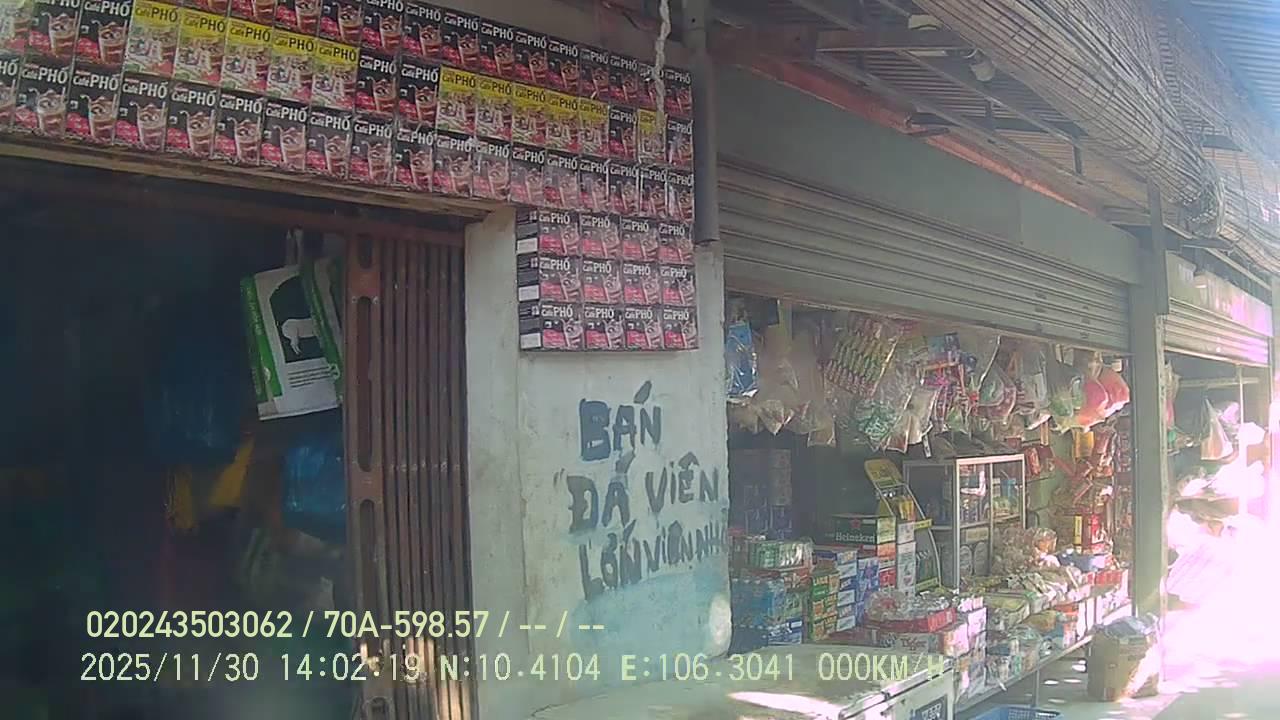 CaféPHỐ
BÁN
ĐÁ VIÊN
LỚN VIÊN NHỎ
Heineken
020243503062 / 70A-598.57 / -- / --
2025/11/30 14:02:19 N:10.4104 E:106.3041 000KM/H